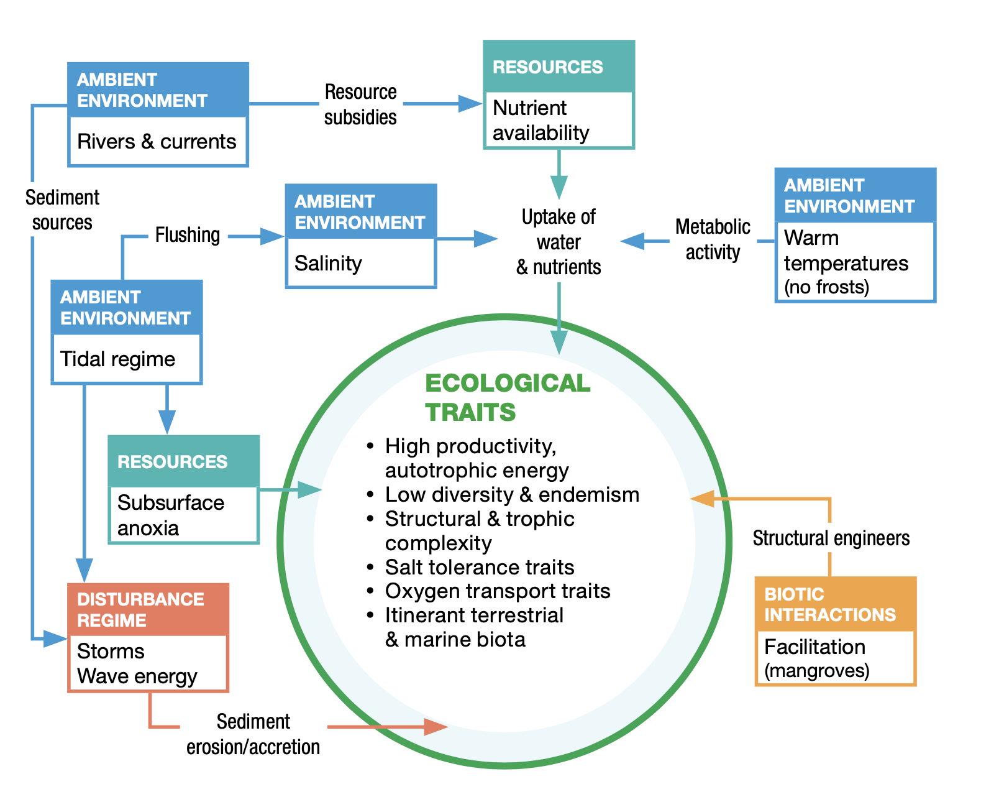 RESOURCES
Nutrient
availability
AMBIENT
ENVIRONMENT
Rivers & currents
Resource
subsidies
Sediment
sources
AMBIENT
ENVIRONMENT
Salinity
Flushing
Uptake of
water
& nutrients
Metabolic
activity
AMBIENT
ENVIRONMENT
Warm
temperatures
(no frosts)
AMBIENT
ENVIRONMENT
Tidal regime
RESOURCES
Subsurface
anoxia
ECOLOGICAL
TRAITS
• High productivity,
autotrophic energy
• Low diversity & endemism
• Structural & trophic
complexity
• Salt tolerance traits
• Oxygen transport traits
• Itinerant terrestrial
& marine biota
Structural engineers
BIOTIC
INTERACTIONS
Facilitation
(mangroves)
DISTURBANCE
REGIME
Storms
Wave energy
Sediment
erosion/accretion